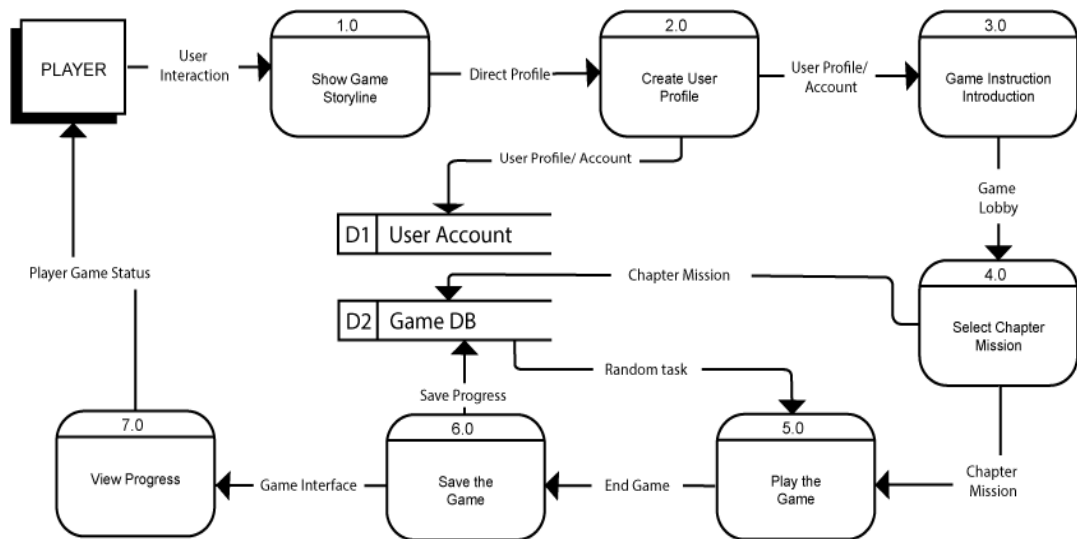 1.0
2.0
3.0
PLAYER
User
Interaction
Show Game
Storyline
Direct Profile
Create User
Profile
User Profile/
Account
Game Instruction
Introduction
User Profile/ Account
Game
Lobby
D1 User Account
Player Game Status
Chapter Mission
4.0
D2 Game DB
Select Chapter
Mission
Random task
Save Progress
7.0
6.0
5.0
View Progress
Game Interface
Save the
Game
End Game
Play the
Game
Chapter
Mission